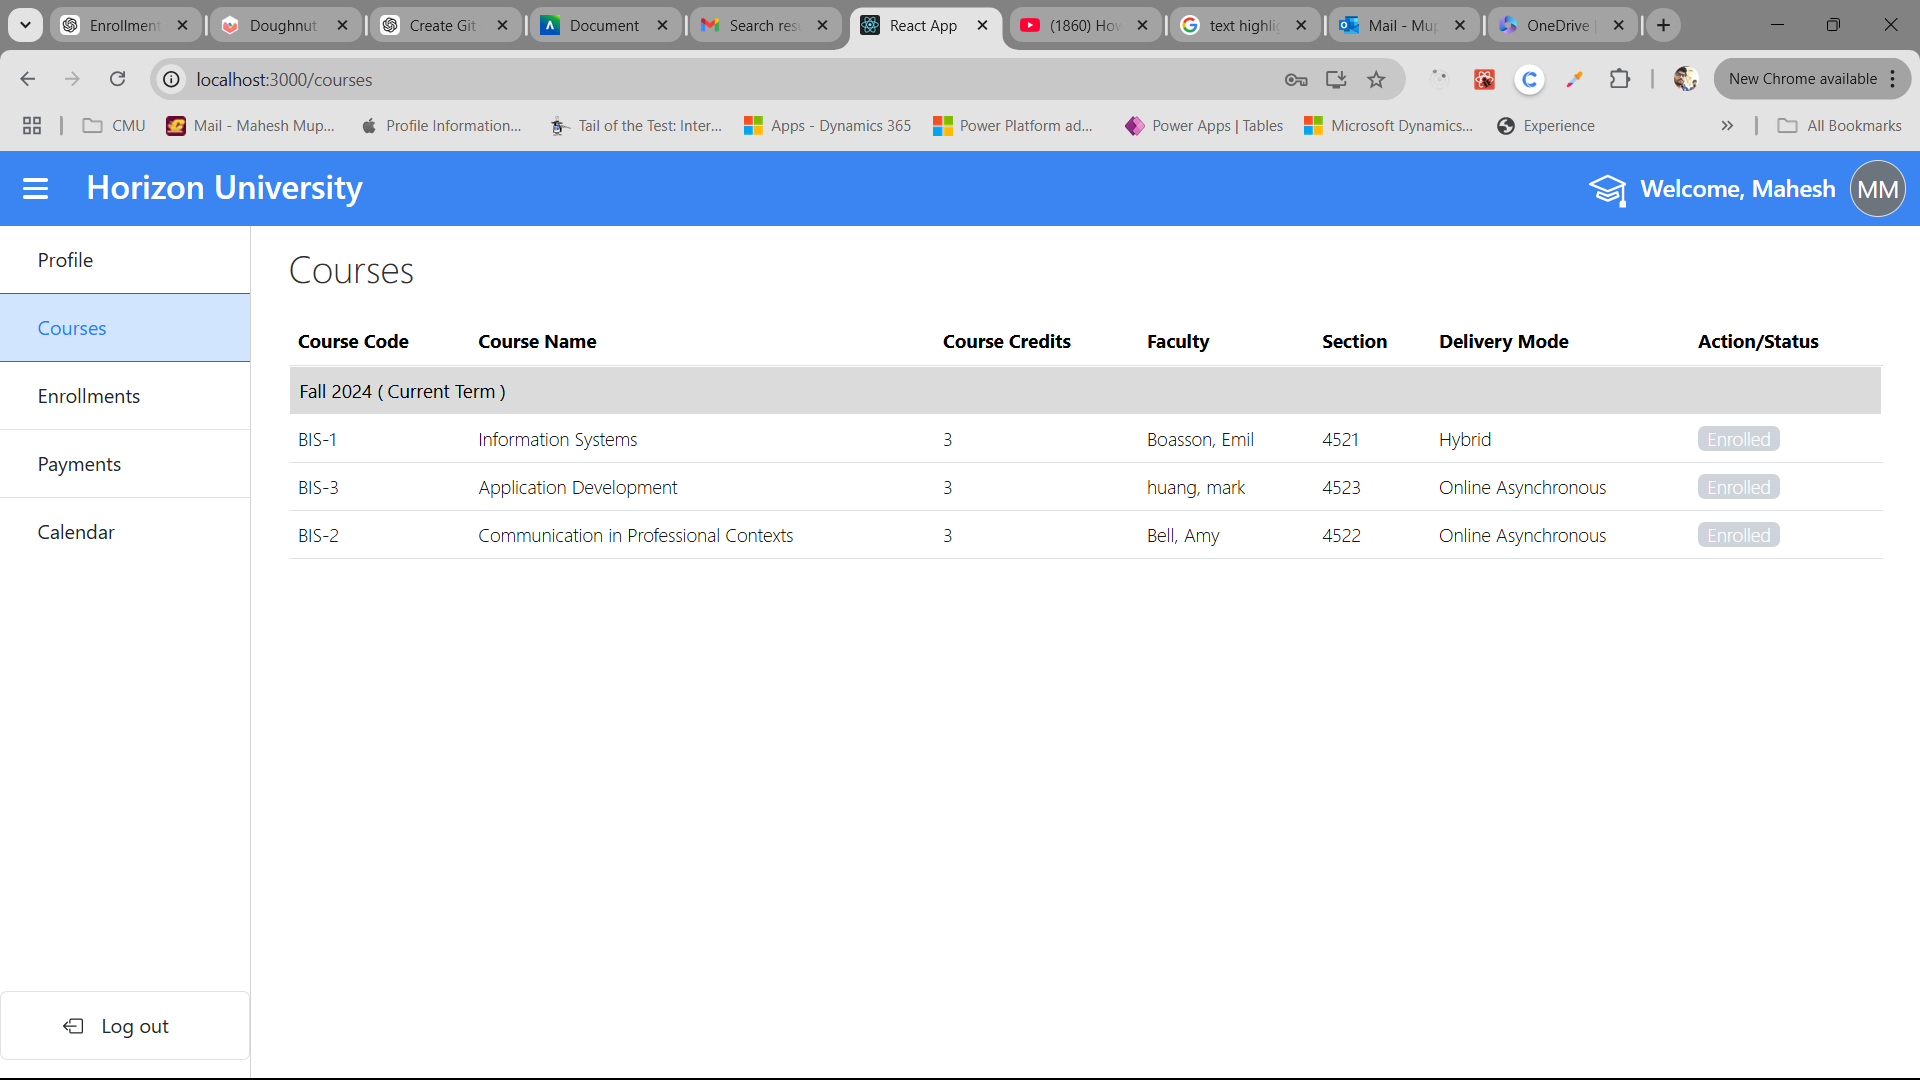 Enrollment Doughnut Create Git Document Search resu React App (1860) Hov text highlig Mail - Mup OneDrive
localhost:3000/courses New Chrome available
CMU Mail - Mahesh Mup... Profile Information... Tail of the Test: Inter... Apps - Dynamics 365 Power Platform ad... Power Apps | Tables Microsoft Dynamics... Experience All Bookmarks
Horizon University Welcome, Mahesh MM
Profile
Courses
Enrollments
Payments
Calendar
Log out
Courses
Course Code Course Name Course Credits Faculty Section Delivery Mode Action/Status
Fall 2024 ( Current Term )
BIS-1 Information Systems 3 Boasson, Emil 4521 Hybrid Enrolled
BIS-3 Application Development 3 huang, mark 4523 Online Asynchronous Enrolled
BIS-2 Communication in Professional Contexts 3 Bell, Amy 4522 Online Asynchronous Enrolled